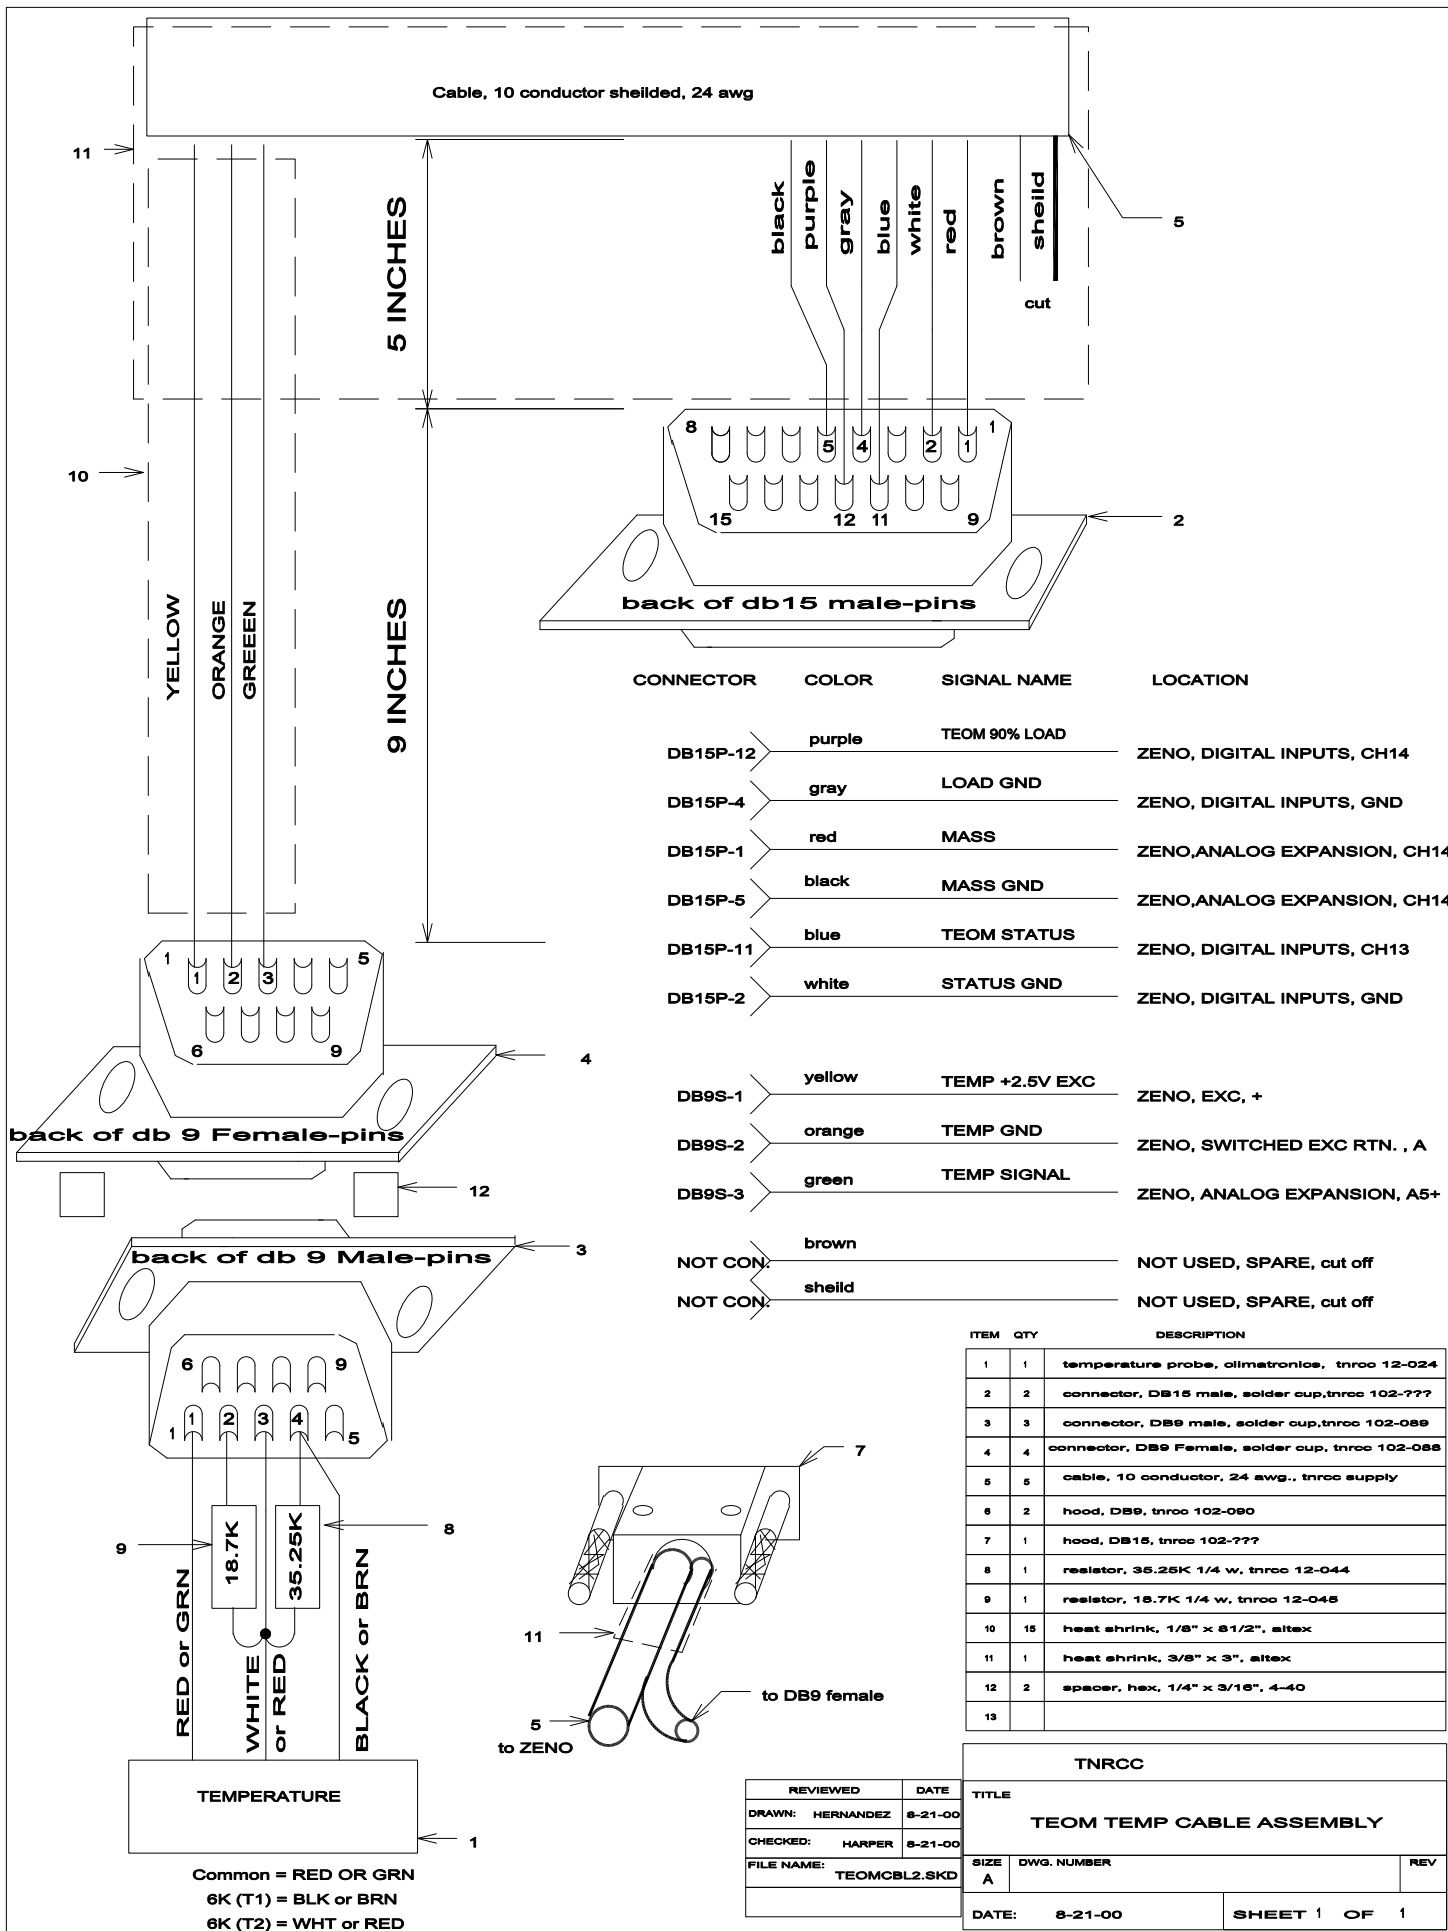 Cable, 10 conductor sheilded, 24 awg
11
5 INCHES
black
purple
gray
blue
white
red
brown
sheild
cut
5
10
9 INCHES
YELLOW
ORANGE
GREEEN
8
5
4
2
1
1
15
12
11
9
2
back of db15 male-pins
CONNECTOR COLOR SIGNAL NAME LOCATION
DB15P-12 purple TEOM 90% LOAD ZENO, DIGITAL INPUTS, CH14
DB15P-4 gray LOAD GND ZENO, DIGITAL INPUTS, GND
DB15P-1 red MASS ZENO,ANALOG EXPANSION, CH14
DB15P-5 black MASS GND ZENO,ANALOG EXPANSION, CH14
DB15P-11 blue TEOM STATUS ZENO, DIGITAL INPUTS, CH13
DB15P-2 white STATUS GND ZENO, DIGITAL INPUTS, GND
DB9S-1 yellow TEMP +2.5V EXC ZENO, EXC, +
DB9S-2 orange TEMP GND ZENO, SWITCHED EXC RTN. , A
DB9S-3 green TEMP SIGNAL ZENO, ANALOG EXPANSION, A5+
NOT CON. brown NOT USED, SPARE, cut off
NOT CON. sheild NOT USED, SPARE, cut off
1
1
2
3
5
6
9
4
back of db 9 Female-pins
12
back of db 9 Male-pins
3
6
9
1
1
2
3
4
5
9
18.7K
35.25K
8
RED or GRN
WHITE
or RED
BLACK or BRN
TEMPERATURE
1
Common = RED OR GRN
6K (T1) = BLK or BRN
6K (T2) = WHT or RED
7
11
5
to ZENO
to DB9 female
ITEM QTY DESCRIPTION
1 1 temperature probe, climatronics, tnrcc 12-024
2 2 connector, DB15 male, solder cup,tnrcc 102-???
3 3 connector, DB9 male, solder cup,tnrcc 102-089
4 4 connector, DB9 Female, solder cup, tnrcc 102-088
5 5 cable, 10 conductor, 24 awg., tnrcc supply
6 2 hood, DB9, tnrcc 102-090
7 1 hood, DB15, tnrcc 102-???
8 1 resistor, 35.25K 1/4 w, tnrcc 12-044
9 1 resistor, 18.7K 1/4 w, tnrcc 12-045
10 15 heat shrink, 1/8" x 81/2", altex
11 1 heat shrink, 3/8" x 3", altex
12 2 spacer, hex, 1/4" x 3/16", 4-40
13
REVIEWED DATE
DRAWN: HERNANDEZ 8-21-00
CHECKED: HARPER 8-21-00
FILE NAME: TEOMCBL2.SKD
TNRCC
TITLE
TEOM TEMP CABLE ASSEMBLY
SIZE DWG. NUMBER REV
A
DATE: 8-21-00 SHEET 1 OF 1